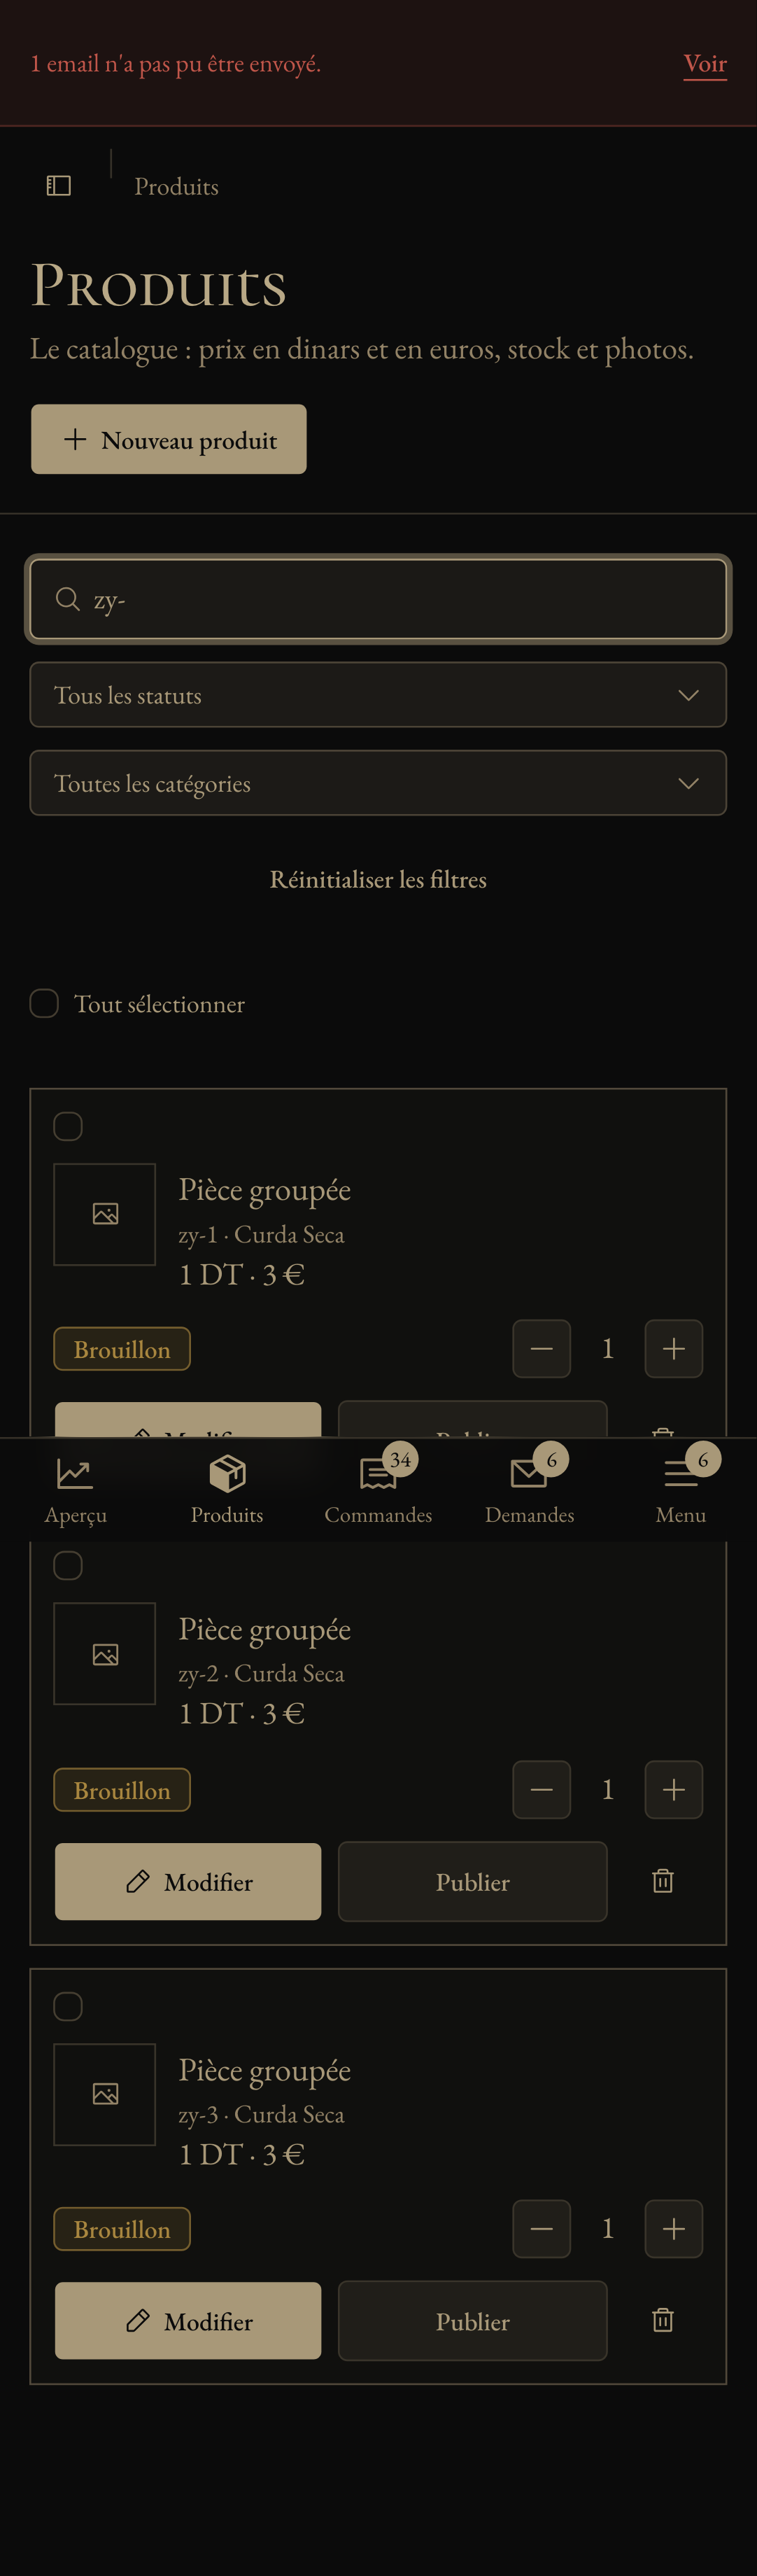 1 email n'a pas pu être envoyé.
Voir
Produits
Produits
Le catalogue : prix en dinars et en euros, stock et photos.
Nouveau produit
zy-
Tous les statuts
Toutes les catégories
Réinitialiser les filtres
Tout sélectionner
Pièce groupée
zy-1 · Curda Seca
1 DT · 3 €
Brouillon
1
34
6
6
Aperçu
Produits
Commandes
Demandes
Menu
Pièce groupée
zy-2 · Curda Seca
1 DT · 3 €
Brouillon
1
Modifier
Publier
Pièce groupée
zy-3 · Curda Seca
1 DT · 3 €
Brouillon
1
Modifier
Publier